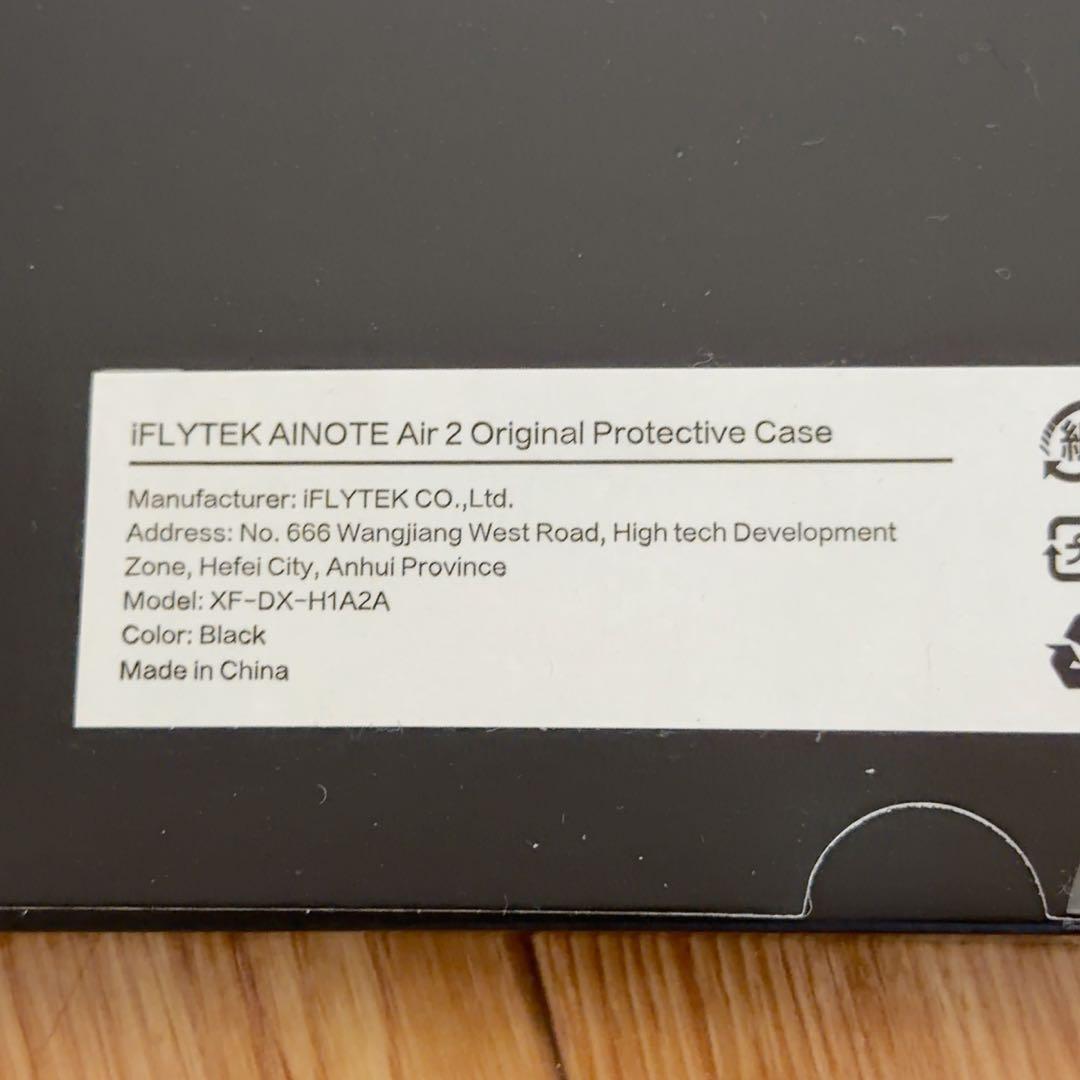 iFLYTEK AINOTE Air 2 Original Protective Case
Manufacturer: iFLYTEK CO.,Ltd.
Address: No. 666 Wangjiang West Road, High tech Development
Zone, Hefei City, Anhui Province
Model: XF-DX-H1A2A
Color: Black
Made in China